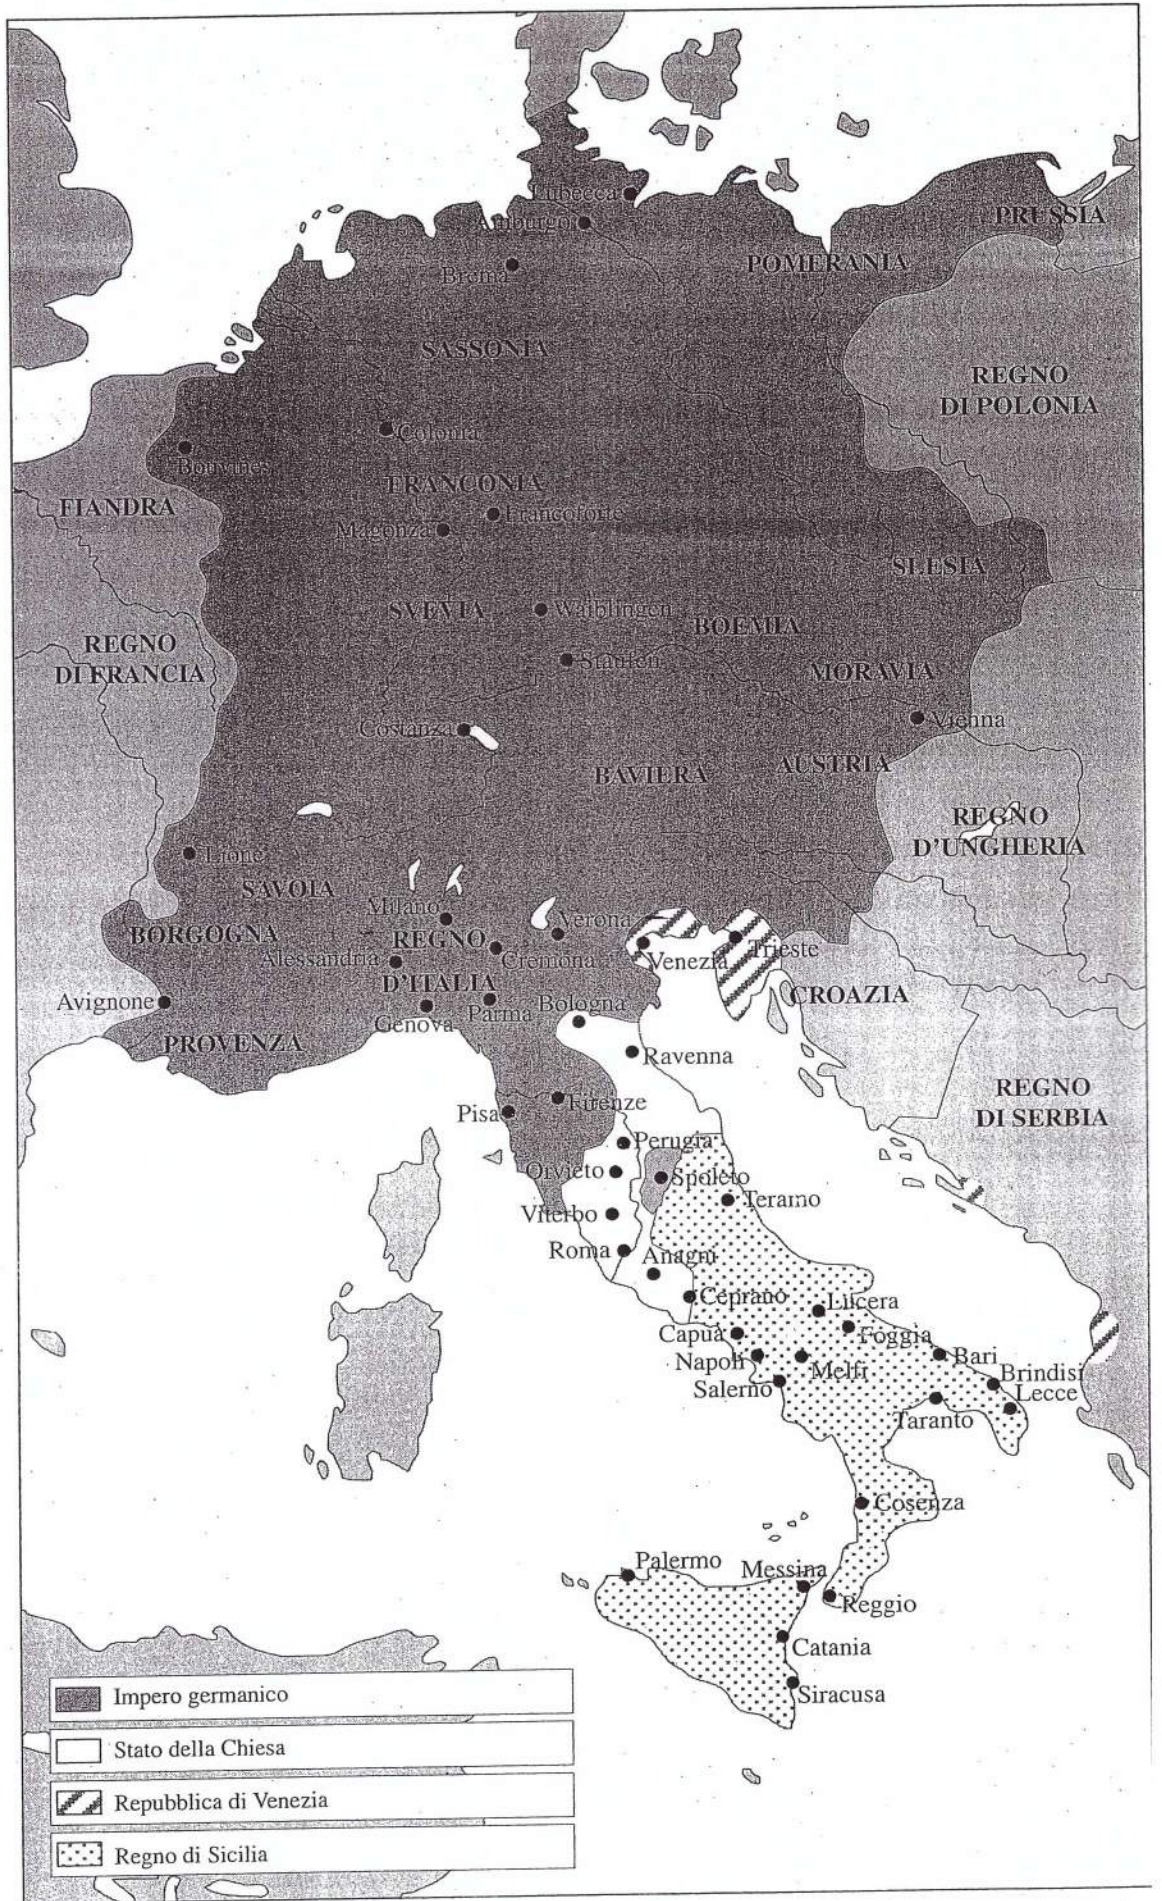 Lubecca
Amburgo
PRUSSIA
Brema
POMERANIA
SASSONIA
REGNO
DI POLONIA
Colonia
Bouvines
FRANCONIA
FIANDRA
Francoforte
Magonza
SLESIA
SVEVIA
Waiblingen
BOEMIA
REGNO
DI FRANCIA
Staufen
MORAVIA
Costanza
Vienna
BAVIERA
AUSTRIA
REGNO
D'UNGHERIA
Lione
SAVOIA
Milano
Verona
BORGOGNA
REGNO
D'ITALIA
Alessandria
Cremona
Venezia
Trieste
Avignone
Genova
Parma
Bologna
CROAZIA
PROVENZA
Ravenna
REGNO
DI SERBIA
Pisa
Firenze
Perugia
Orvieto
Spoleto
Teramo
Viterbo
Roma
Anagni
Ceprano
Lucera
Capua
Foggia
Napoli
Melfi
Bari
Salerno
Brindisi
Lecce
Taranto
Cosenza
Palermo
Messina
Reggio
Catania
Siracusa
Impero germanico
Stato della Chiesa
Repubblica di Venezia
Regno di Sicilia